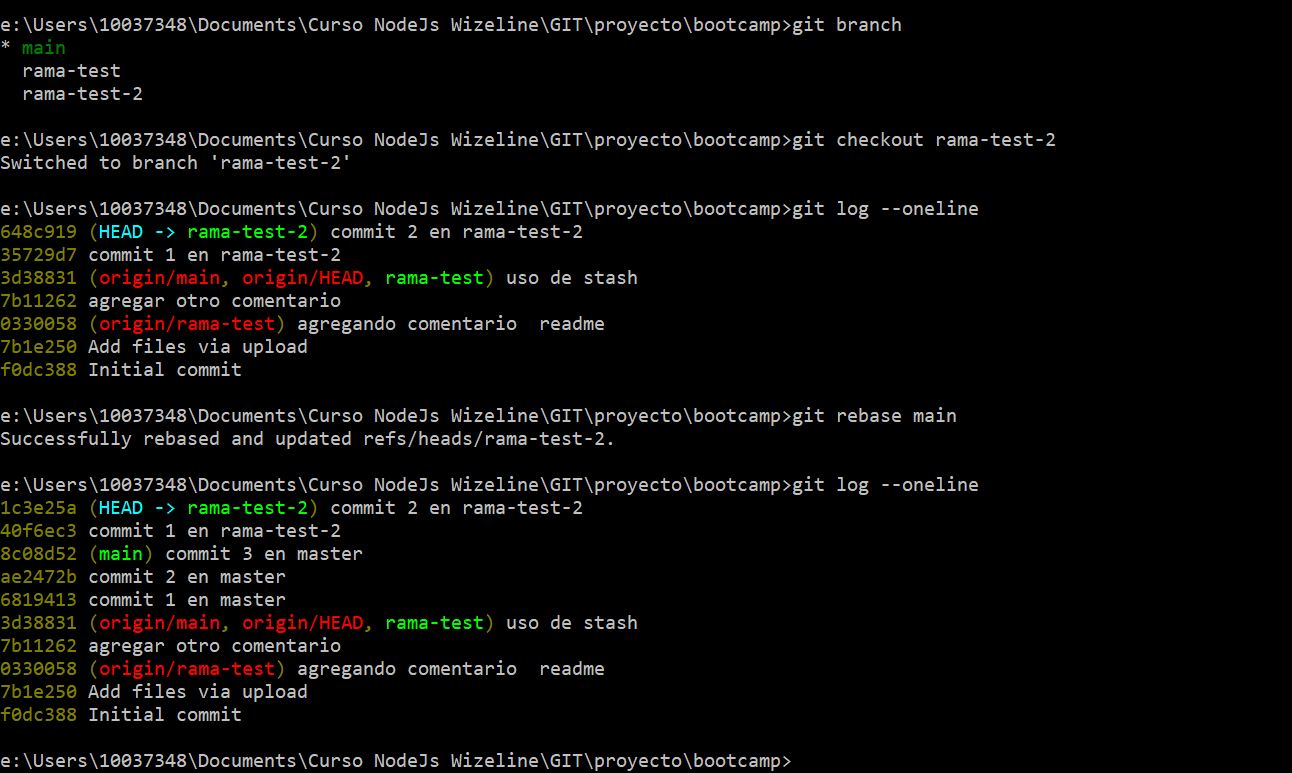 e:\Users\10037348\Documents\Curso NodeJs Wizeline\GIT\proyecto\bootcamp>git branch
* main
  rama-test
  rama-test-2
e:\Users\10037348\Documents\Curso NodeJs Wizeline\GIT\proyecto\bootcamp>git checkout rama-test-2
Switched to branch 'rama-test-2'
e:\Users\10037348\Documents\Curso NodeJs Wizeline\GIT\proyecto\bootcamp>git log --oneline
648c919 (HEAD -> rama-test-2) commit 2 en rama-test-2
35729d7 commit 1 en rama-test-2
3d38831 (origin/main, origin/HEAD, rama-test) uso de stash
7b11262 agregar otro comentario
0330058 (origin/rama-test) agregando comentario  readme
7b1e250 Add files via upload
f0dc388 Initial commit
e:\Users\10037348\Documents\Curso NodeJs Wizeline\GIT\proyecto\bootcamp>git rebase main
Successfully rebased and updated refs/heads/rama-test-2.
e:\Users\10037348\Documents\Curso NodeJs Wizeline\GIT\proyecto\bootcamp>git log --oneline
1c3e25a (HEAD -> rama-test-2) commit 2 en rama-test-2
40f6ec3 commit 1 en rama-test-2
8c08d52 (main) commit 3 en master
ae2472b commit 2 en master
6819413 commit 1 en master
3d38831 (origin/main, origin/HEAD, rama-test) uso de stash
7b11262 agregar otro comentario
0330058 (origin/rama-test) agregando comentario  readme
7b1e250 Add files via upload
f0dc388 Initial commit
e:\Users\10037348\Documents\Curso NodeJs Wizeline\GIT\proyecto\bootcamp>